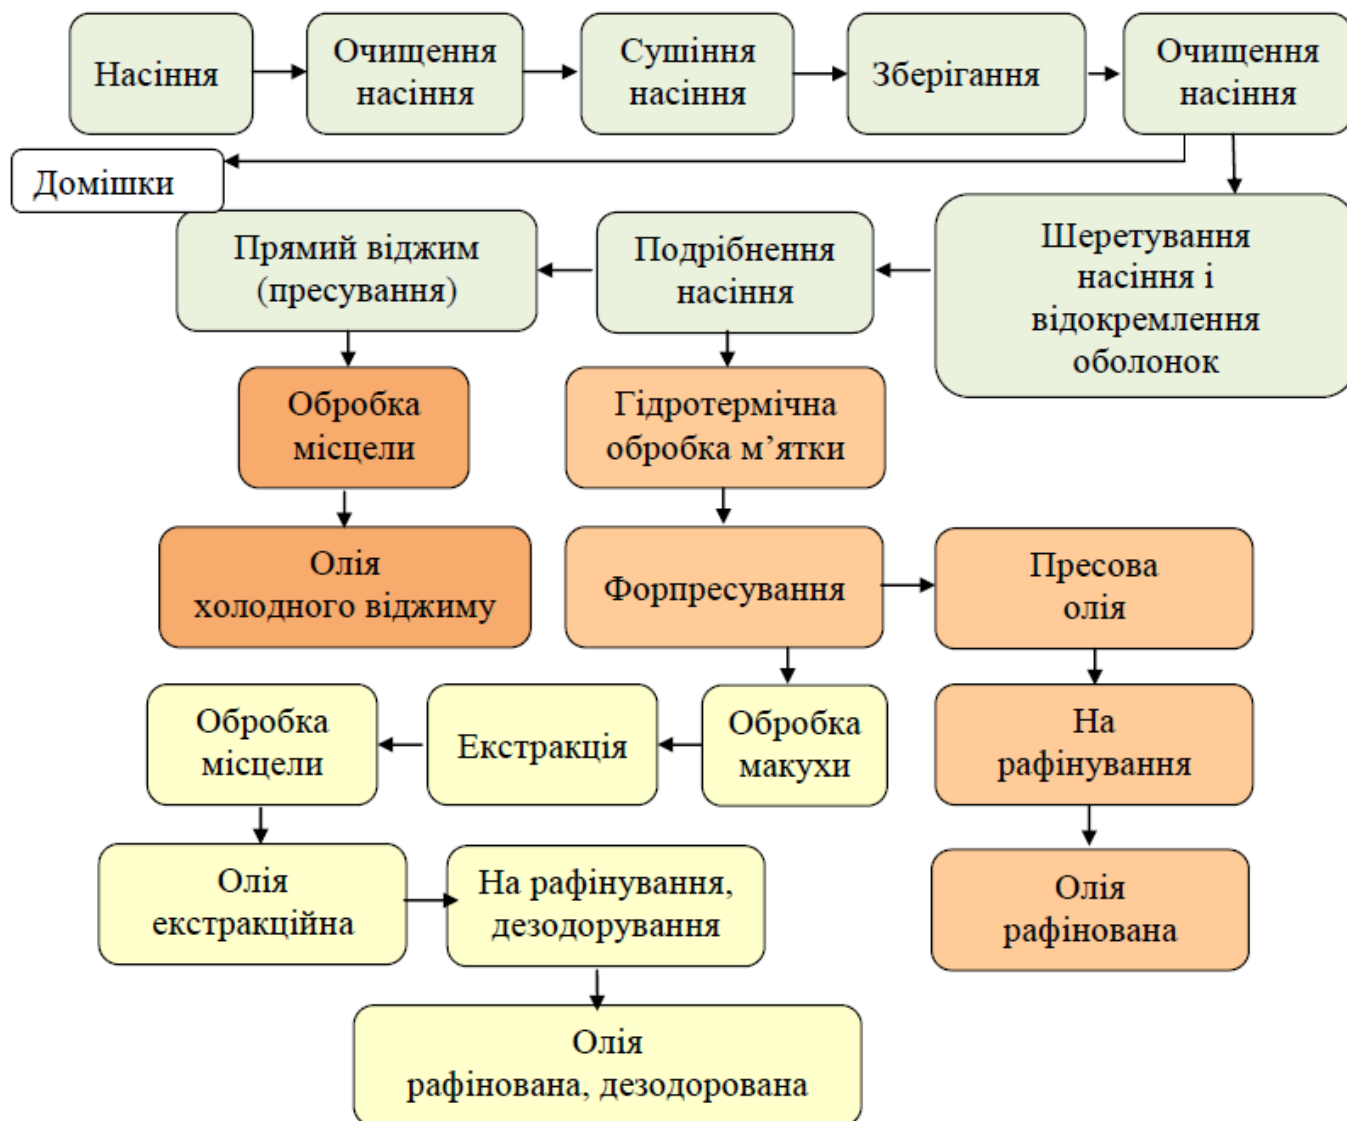 Насіння
Очищення
насіння
Сушіння
насіння
Зберігання
Очищення
насіння
Домішки
Прямий віджим
(пресування)
Подрібнення
насіння
Шеретування
насіння і
відокремлення
оболонок
Обробка
місцели
Гідротермічна
обробка м’ятки
Олія
холодного віджиму
Форпресування
Пресова
олія
Обробка
місцели
Екстракція
Обробка
макухи
На
рафінування
Олія
екстракційна
На рафінування,
дезодорування
Олія
рафінована
Олія
рафінована, дезодорована